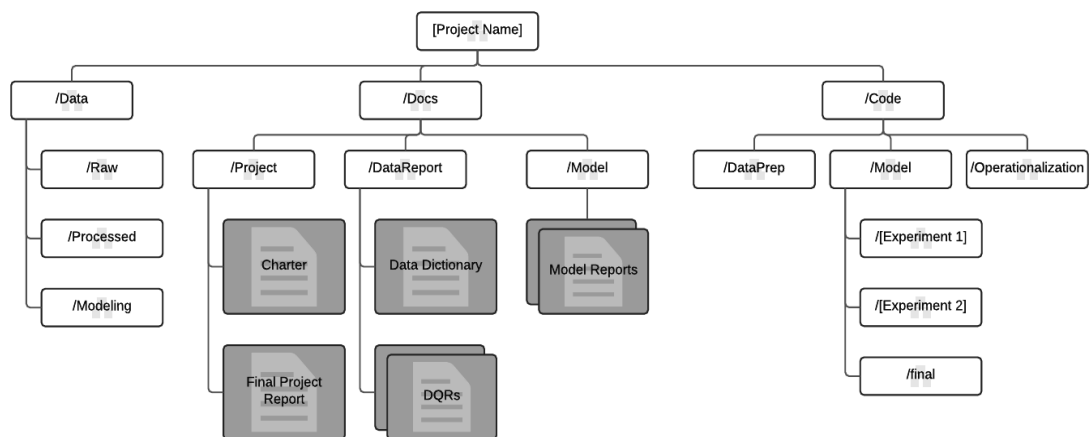 [Project Name]
/Data
/Docs
/Code
/Raw
/Project
/DataReport
/Model
/DataPrep
/Model
/Operationalization
/Processed
Charter
Data Dictionary
Model Reports
/[Experiment 1]
/Modeling
/[Experiment 2]
Final Project
Report
DQRs
/final